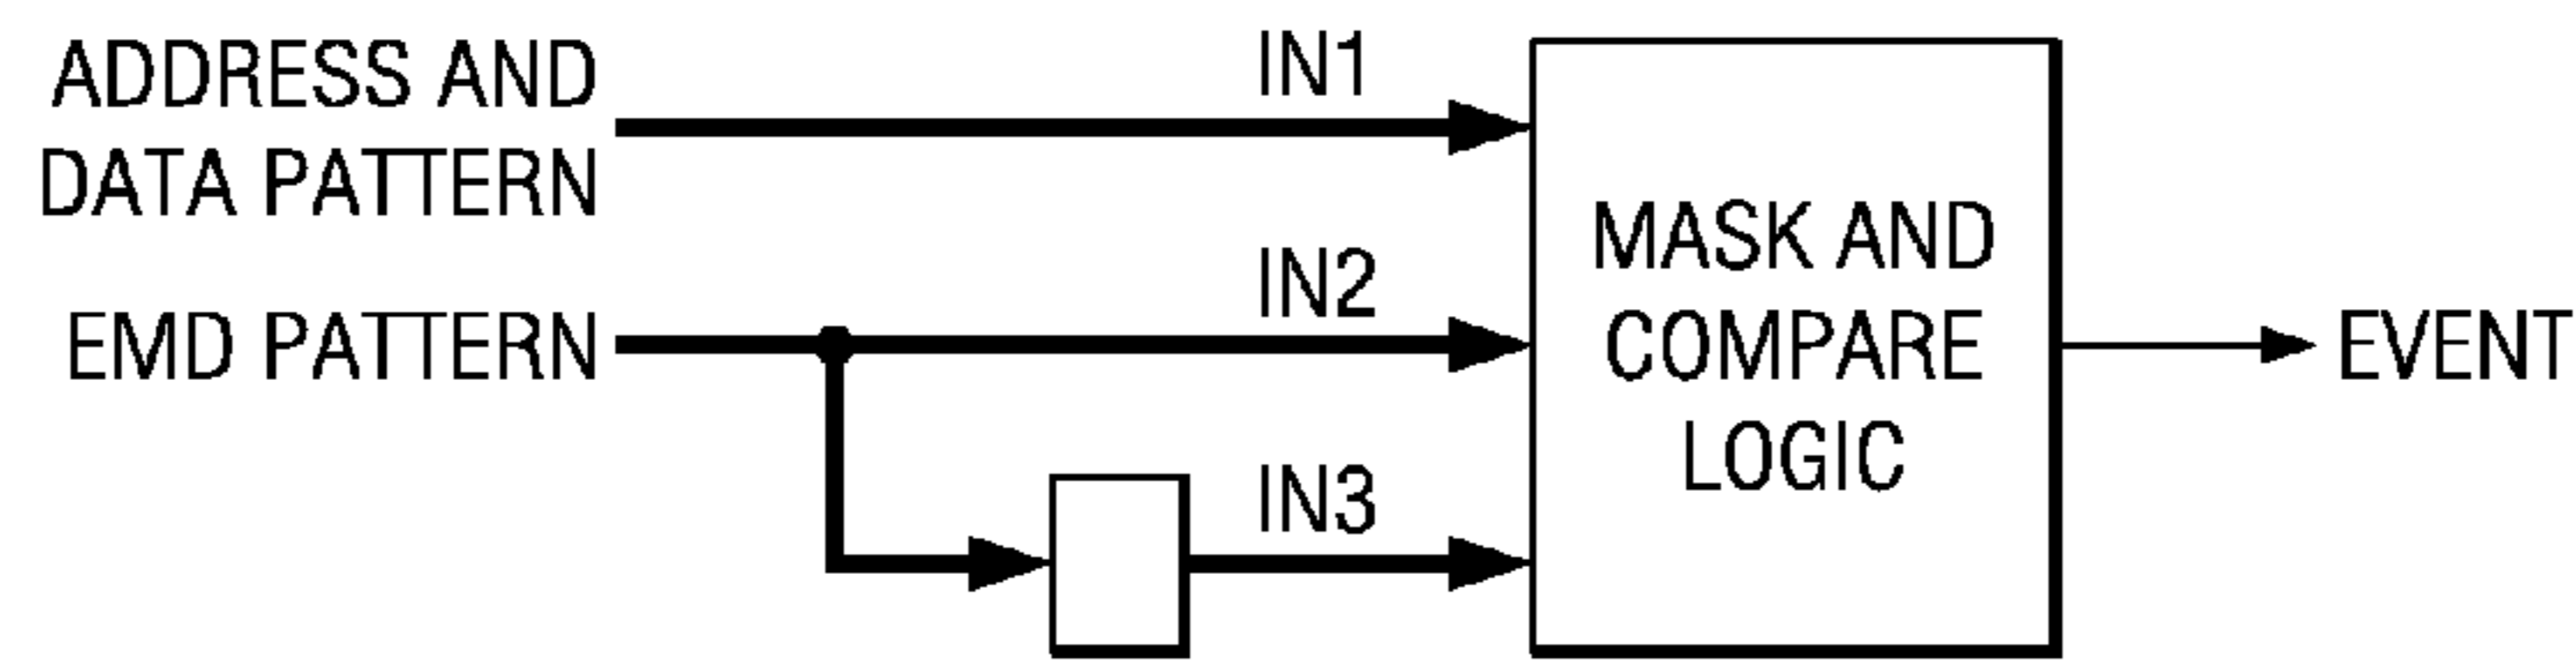 ADDRESS AND
DATA PATTERN
IN1
EMD PATTERN
IN2
IN3
MASK AND
COMPARE
LOGIC
EVENT